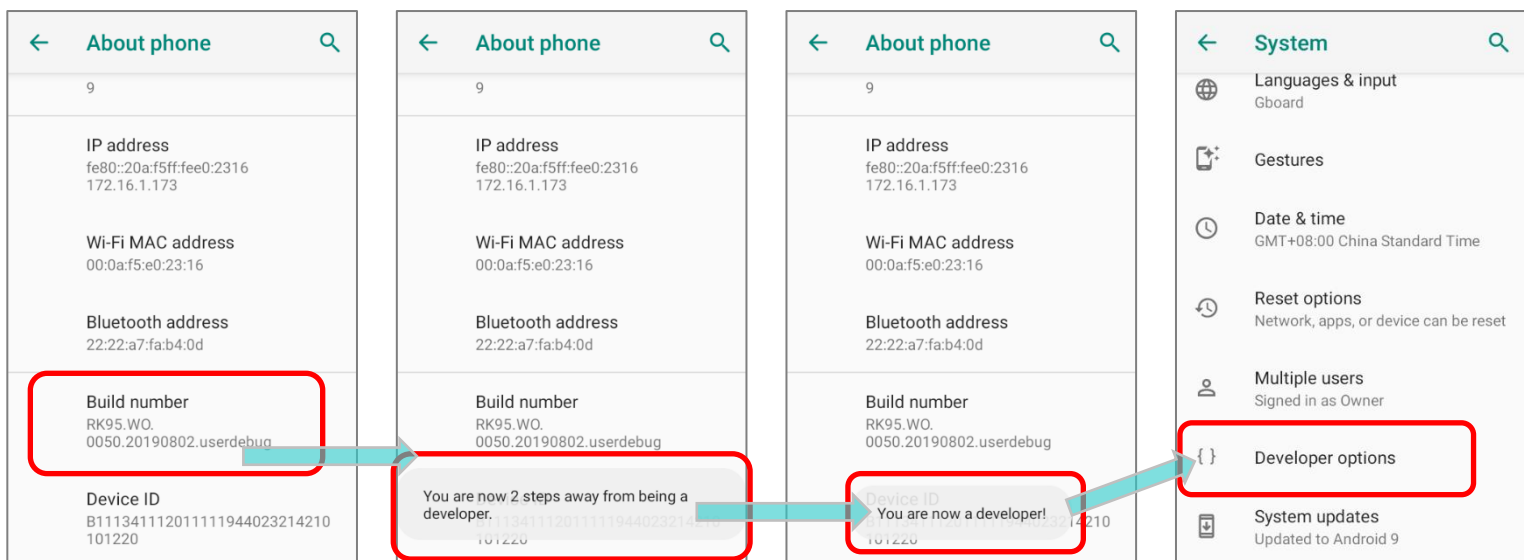 About phone
9
IP address
fe80::20a:f5ff:fee0:2316
172.16.1.173
Wi-Fi MAC address
00:0a:f5:e0:23:16
Bluetooth address
22:22:a7:fa:b4:0d
Build number
RK95.WO.
0050.20190802.userdebug
Device ID
B111341112011111944023214210
101220
About phone
9
IP address
fe80::20a:f5ff:fee0:2316
172.16.1.173
Wi-Fi MAC address
00:0a:f5:e0:23:16
Bluetooth address
22:22:a7:fa:b4:0d
Build number
RK95.WO.
0050.20190802.userdebug
You are now 2 steps away from being a
developer.
B111341112011111944023214210
101220
About phone
9
IP address
fe80::20a:f5ff:fee0:2316
172.16.1.173
Wi-Fi MAC address
00:0a:f5:e0:23:16
Bluetooth address
22:22:a7:fa:b4:0d
Build number
RK95.WO.
0050.20190802.userdebug
Device ID
You are now a developer!
B111341112011111944023214210
101220
System
Languages & input
Gboard
Gestures
Date & time
GMT+08:00 China Standard Time
Reset options
Network, apps, or device can be reset
Multiple users
Signed in as Owner
{ } Developer options
System updates
Updated to Android 9